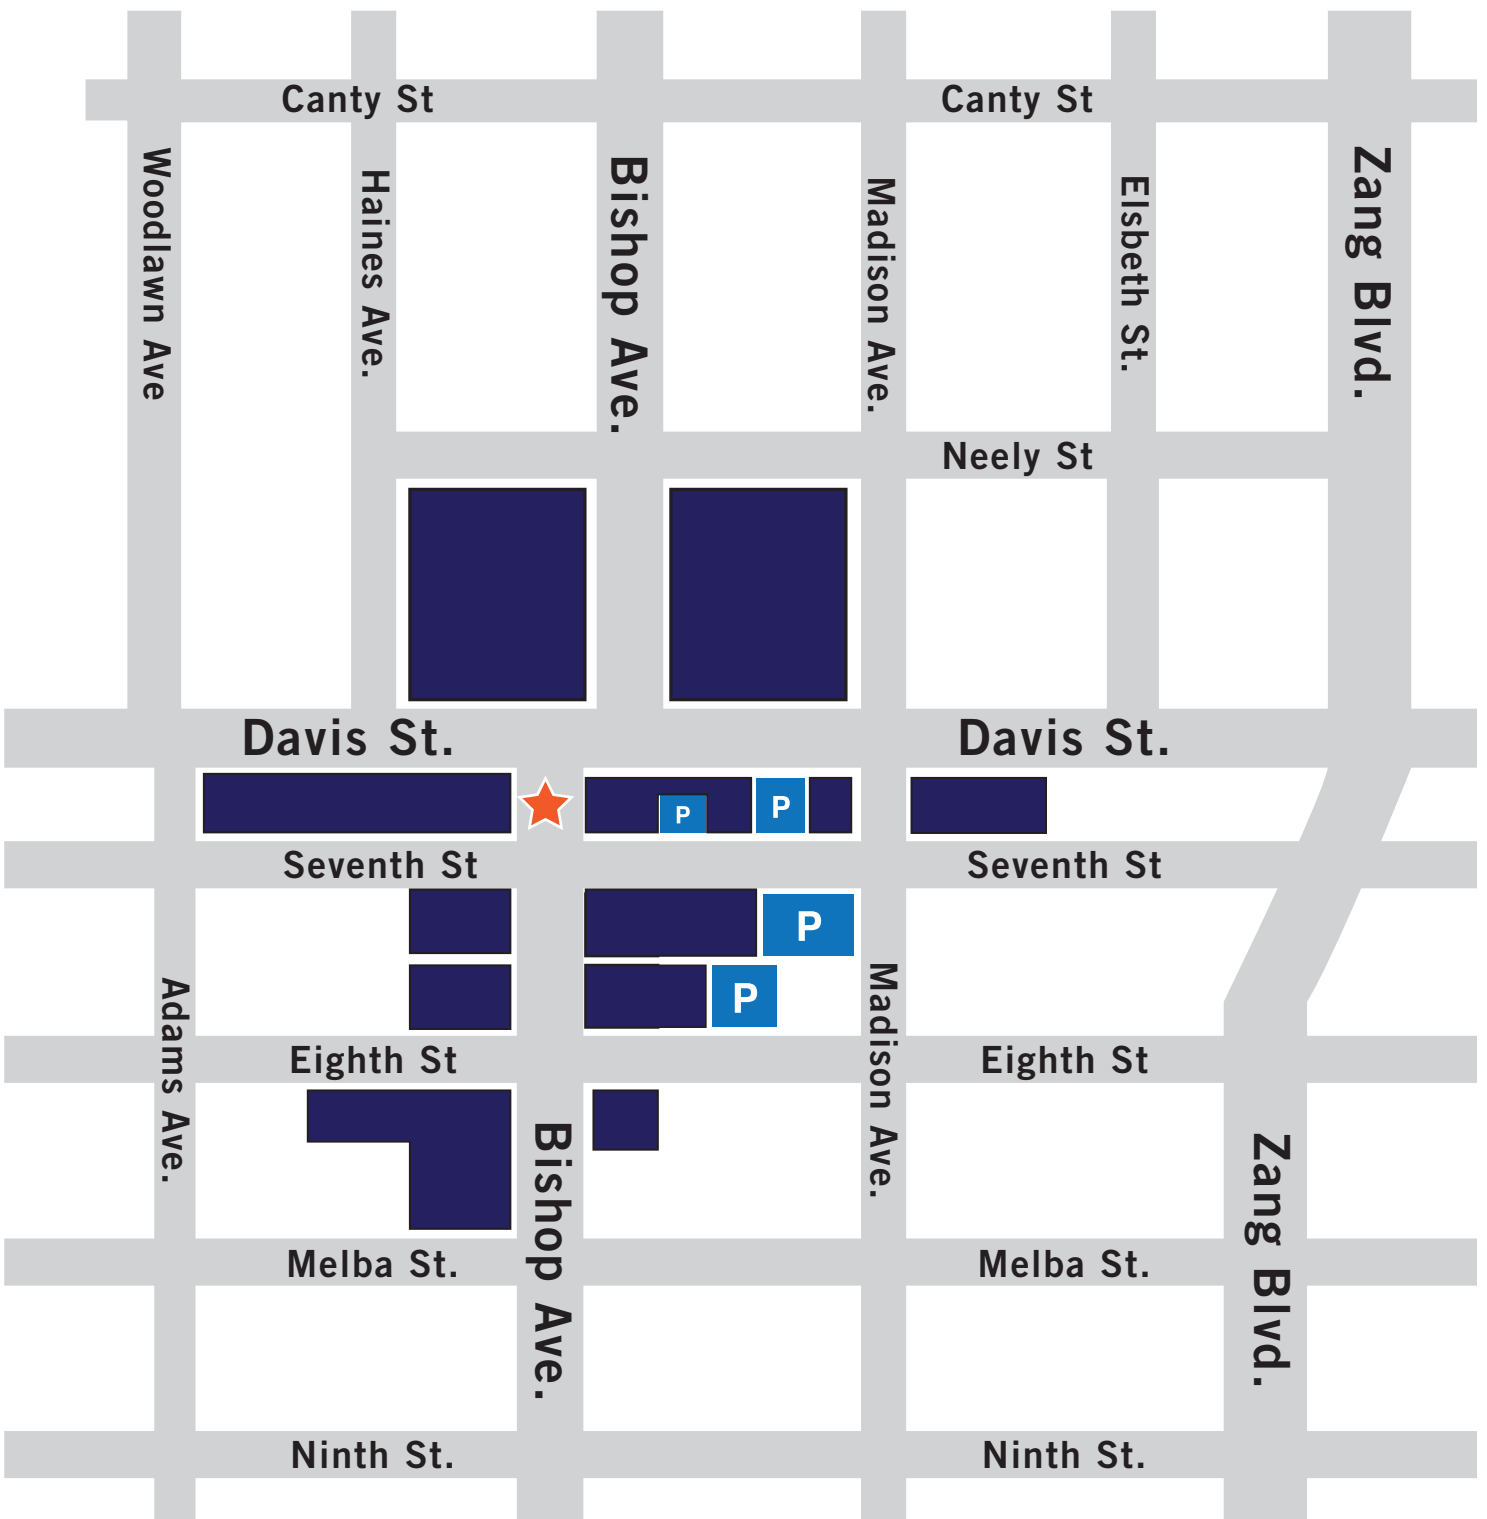 Canty St
Canty St
Woodlawn Ave
Haines Ave.
Bishop Ave.
Madison Ave.
Elsbeth St.
Zang Blvd.
Neely St
Davis St.
Davis St.
P
P
Seventh St
Seventh St
P
P
Adams Ave.
Madison Ave.
Eighth St
Eighth St
Bishop Ave.
Zang Blvd.
Melba St.
Melba St.
Ninth St.
Ninth St.